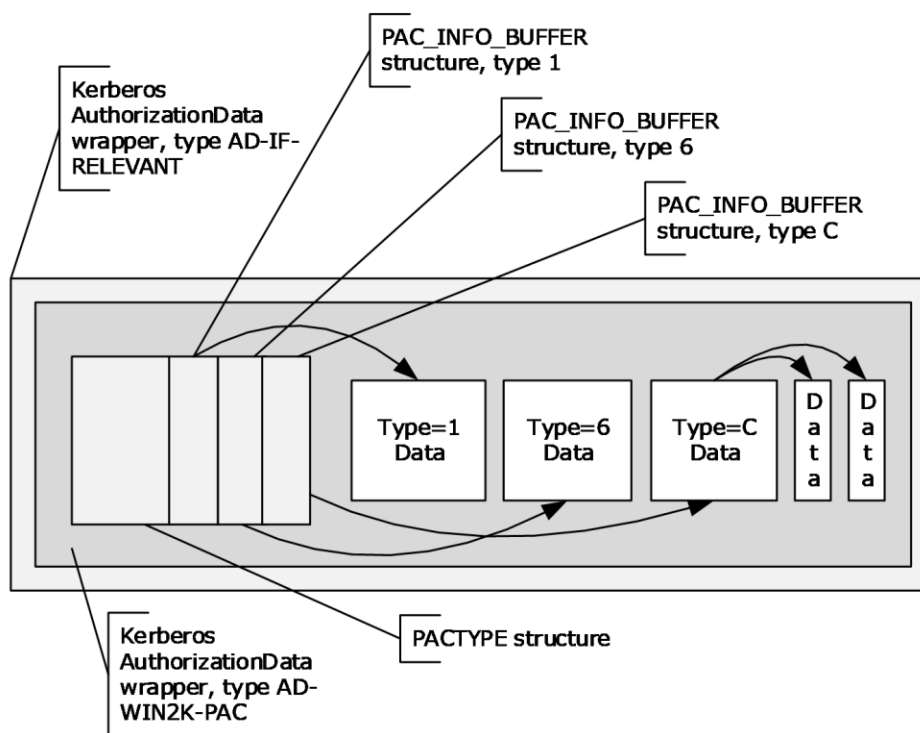 PAC_INFO_BUFFER
structure, type 1
Kerberos
AuthorizationData
wrapper, type AD-IF-
RELEVANT
PAC_INFO_BUFFER
structure, type 6
PAC_INFO_BUFFER
structure, type C
Type=1
Data
Type=6
Data
Type=C
Data
D
a
t
a
D
a
t
a
Kerberos
AuthorizationData
wrapper, type AD-
WIN2K-PAC
PACTYPE structure